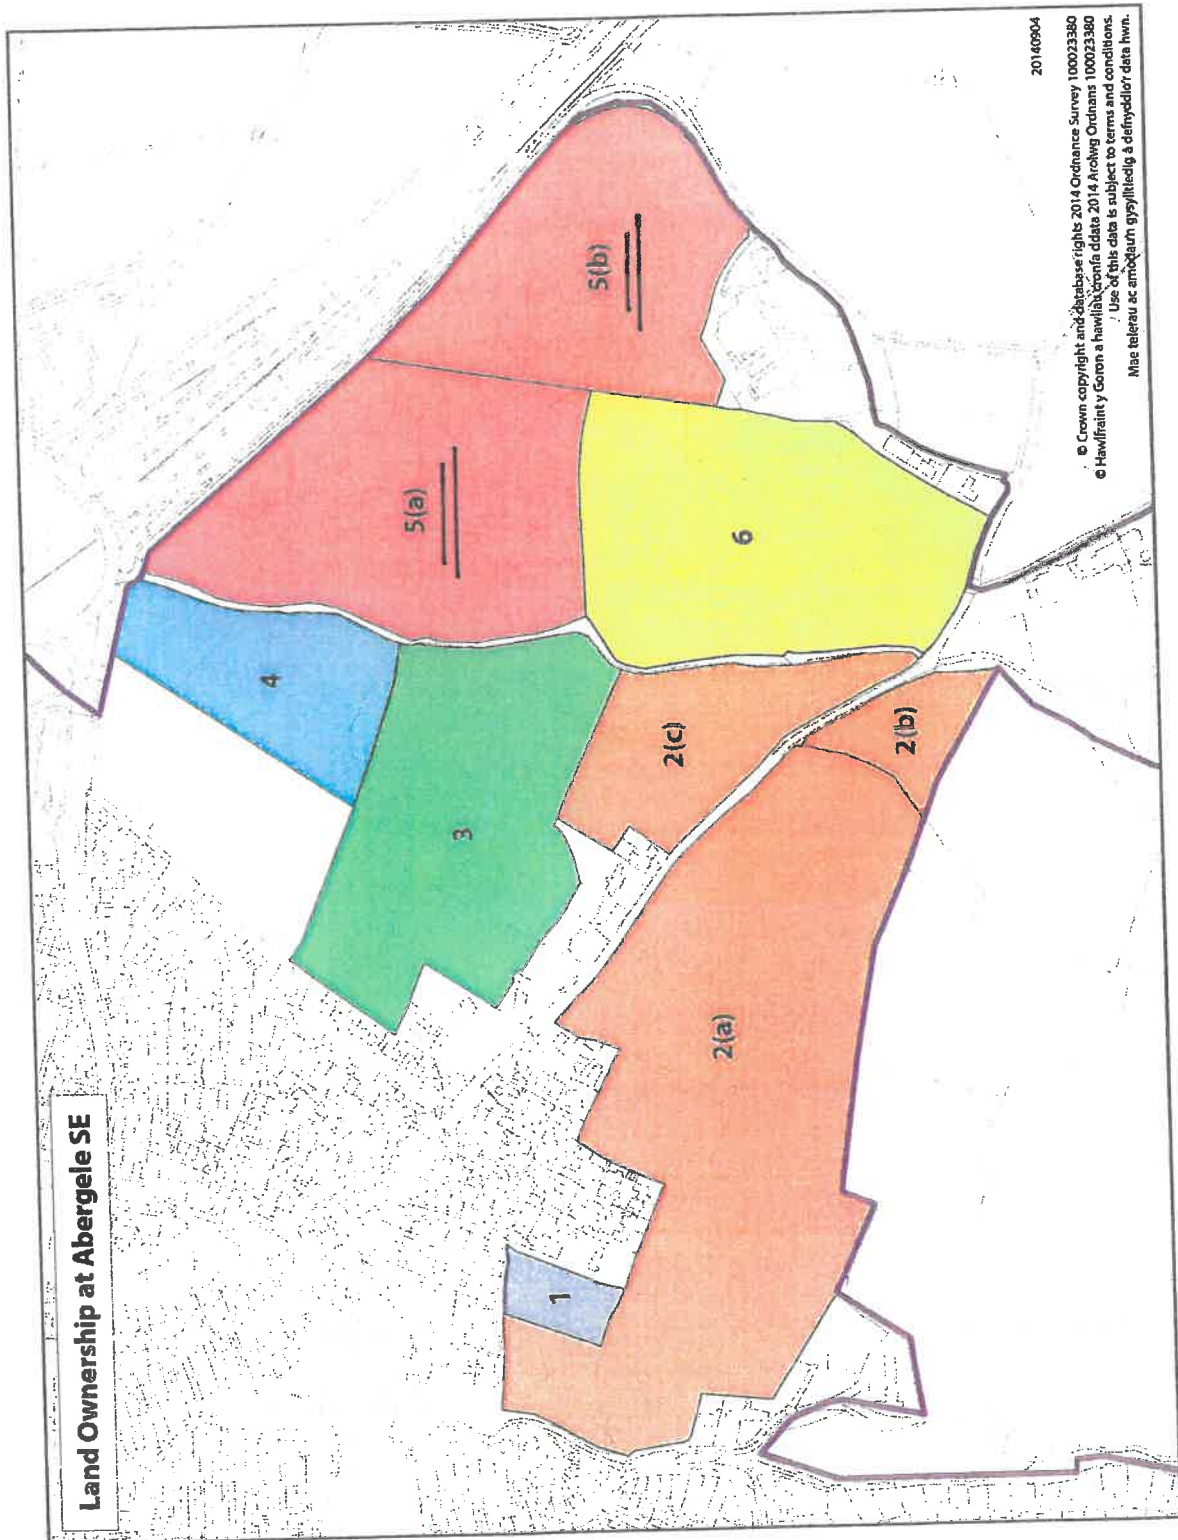 Land Ownership at Abergele SE
4
5(a)
5(b)
3
2(c)
6
1
2(a)
2(b)
20140904
© Crown copyright and database rights 2014 Ordnance Survey 100023380
© Hawlfraint y Goron a hawliau cronfa ddata 2014 Arolwg Ordnans 100023380
Use of this data is subject to terms and conditions.
Mae telerau ac amodau'n gysylltiedig â defnyddio'r data hwn.